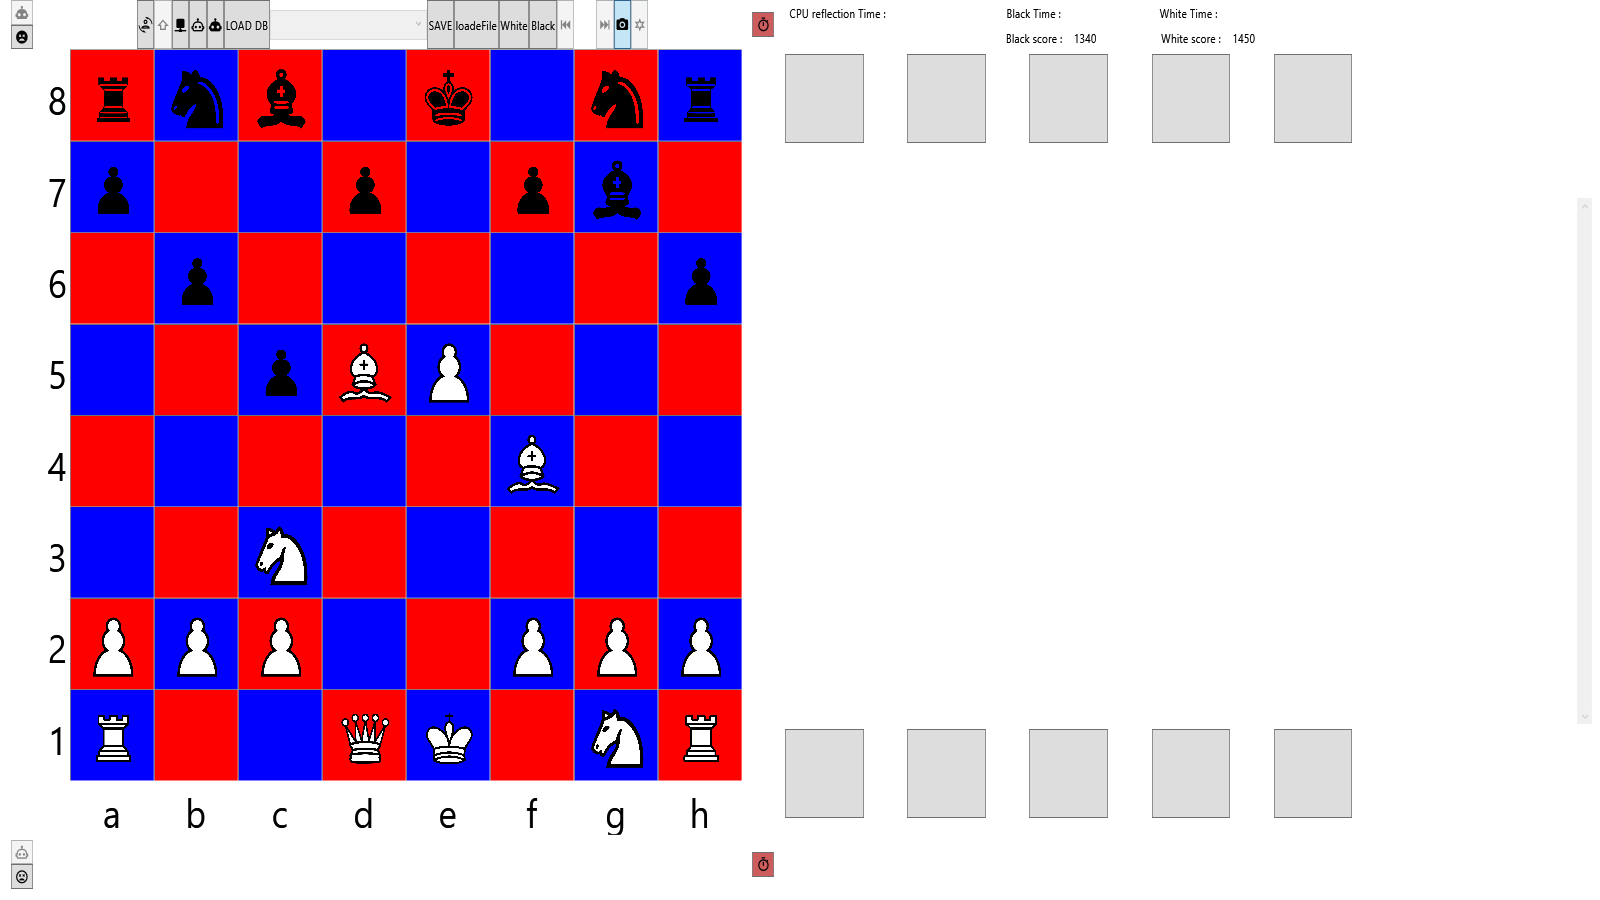 LOAD DB SAVE loadeFile White Black
CPU reflection Time : Black Time : White Time :
Black score : 1340 White score : 1450
8
7
6
5
4
3
2
1
a b c d e f g h